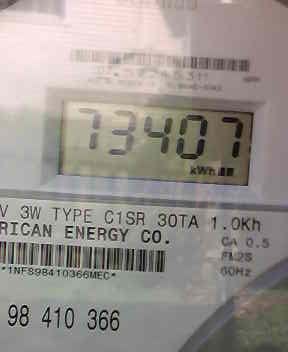 73407
kWh
V 3W TYPE C1SR 30TA 1.0Kh
RICAN ENERGY CO.
CA 0.5
FM2S
60Hz
*1NFS98410366MEC*
98 410 366